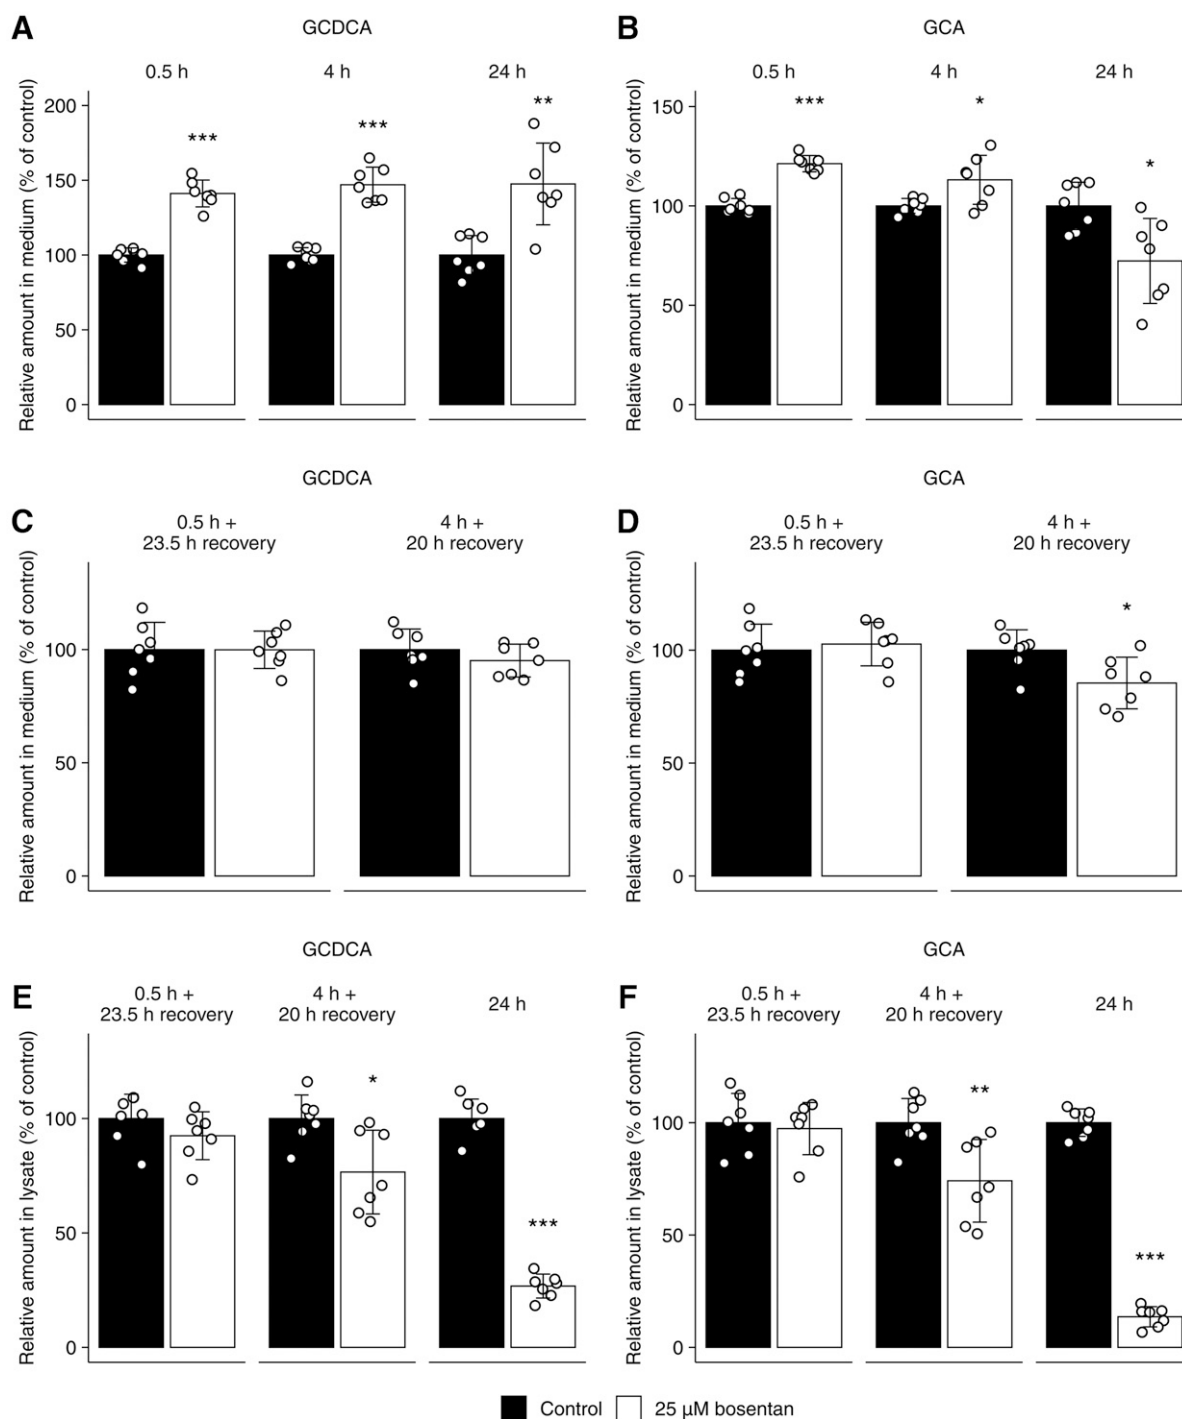 A
GCDCA
0.5 h
4 h
24 h
Relative amount in medium (% of control)
200
150
100
50
0
***
***
**
B
GCA
0.5 h
4 h
24 h
Relative amount in medium (% of control)
150
100
50
0
***
*
*
C
GCDCA
0.5 h +
23.5 h recovery
4 h +
20 h recovery
Relative amount in medium (% of control)
100
50
0
D
GCA
0.5 h +
23.5 h recovery
4 h +
20 h recovery
Relative amount in medium (% of control)
100
50
0
*
E
GCDCA
0.5 h +
23.5 h recovery
4 h +
20 h recovery
24 h
Relative amount in lysate (% of control)
100
50
0
*
***
F
GCA
0.5 h +
23.5 h recovery
4 h +
20 h recovery
24 h
Relative amount in lysate (% of control)
100
50
0
**
***
Control
25 µM bosentan